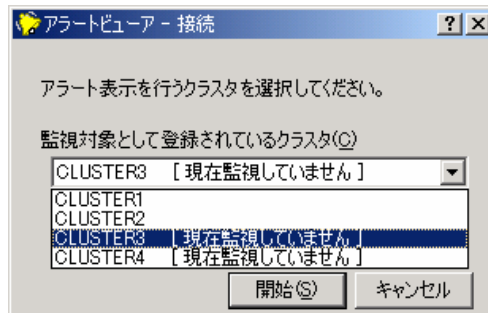 アラートビューア - 接続
アラート表示を行うクラスタを選択してください。
監視対象として登録されているクラスタ(C)
CLUSTER3 [ 現在監視していません ]
CLUSTER1
CLUSTER2
CLUSTER3 [ 現在監視していません ]
CLUSTER4 [ 現在監視していません ]
開始(S) キャンセル